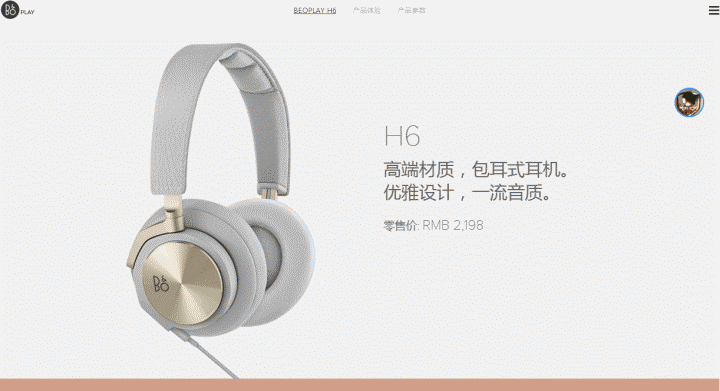 B&O PLAY
BEOPLAY H6 产品体验 产品参数
H6
高端材质，包耳式耳机。
优雅设计，一流音质。
零售价: RMB 2,198
B&O